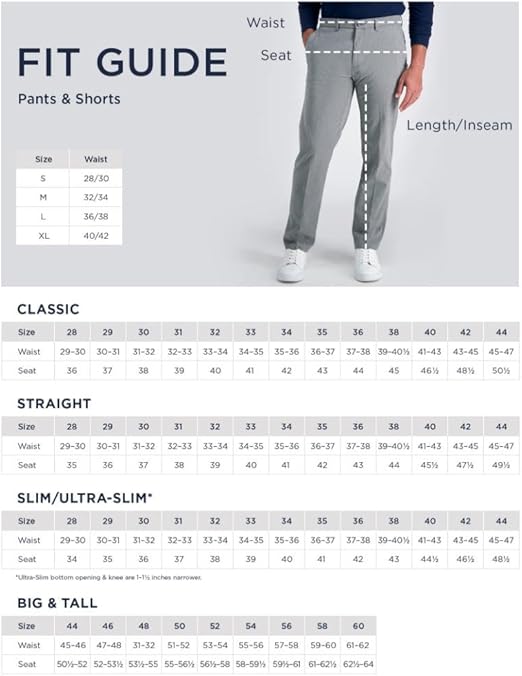 FIT GUIDE
Pants & Shorts
Waist
Seat
Length/Inseam
Size Waist
S 28/30
M 32/34
L 36/38
XL 40/42
CLASSIC
Size 28 29 30 31 32 33 34 35 36 38 40 42 44
Waist 29–30 30–31 31–32 32–33 33–34 34–35 35–36 36–37 37–38 39–40½ 41–43 43–45 45–47
Seat 36 37 38 39 40 41 42 43 44 45 46½ 48½ 50½
STRAIGHT
Size 28 29 30 31 32 33 34 35 36 38 40 42 44
Waist 29–30 30–31 31–32 32–33 33–34 34–35 35–36 36–37 37–38 39–40½ 41–43 43–45 45–47
Seat 35 36 37 38 39 40 41 42 43 44 45½ 47½ 49½
SLIM/ULTRA-SLIM*
Size 28 29 30 31 32 33 34 35 36 38 40 42 44
Waist 29–30 30–31 31–32 32–33 33–34 34–35 35–36 36–37 37–38 39–40½ 41–43 43–45 45–47
Seat 34 35 36 37 38 39 40 41 42 43 44½ 46½ 48½
*Ultra-Slim bottom opening & knee are 1–1½ inches narrower.
BIG & TALL
Size 44 46 48 50 52 54 56 58 60
Waist 45–46 47–48 31–32 51–52 53–54 55–56 57–58 59–60 61–62
Seat 50½–52 52–53½ 53½–55 55–56½ 56½–58 58–59½ 59½–61 61–62½ 62½–64